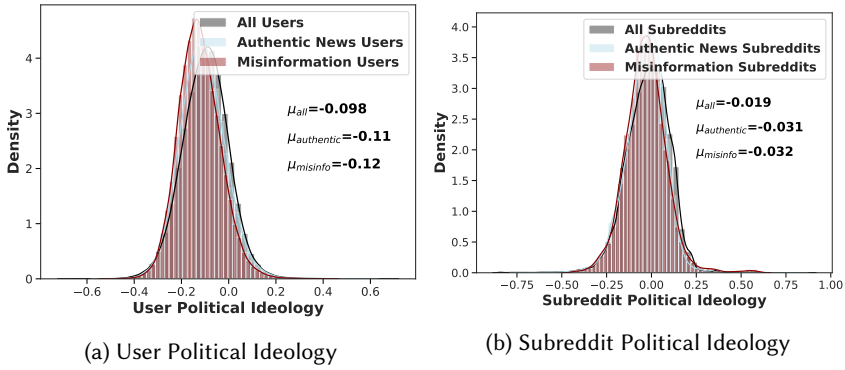 All Users
Authentic News Users
Misinformation Users
μall=-0.098
μauthentic=-0.11
μmisinfo=-0.12
Density
4
3
2
1
0
−0.6 −0.4 −0.2 0.0 0.2 0.4 0.6
User Political Ideology
(a) User Political Ideology
All Subreddits
Authentic News Subreddits
Misinformation Subreddits
μall=-0.019
μauthentic=-0.031
μmisinfo=-0.032
Density
4.0
3.5
3.0
2.5
2.0
1.5
1.0
0.5
0.0
−0.75 −0.50 −0.25 0.00 0.25 0.50 0.75 1.00
Subreddit Political Ideology
(b) Subreddit Political Ideology